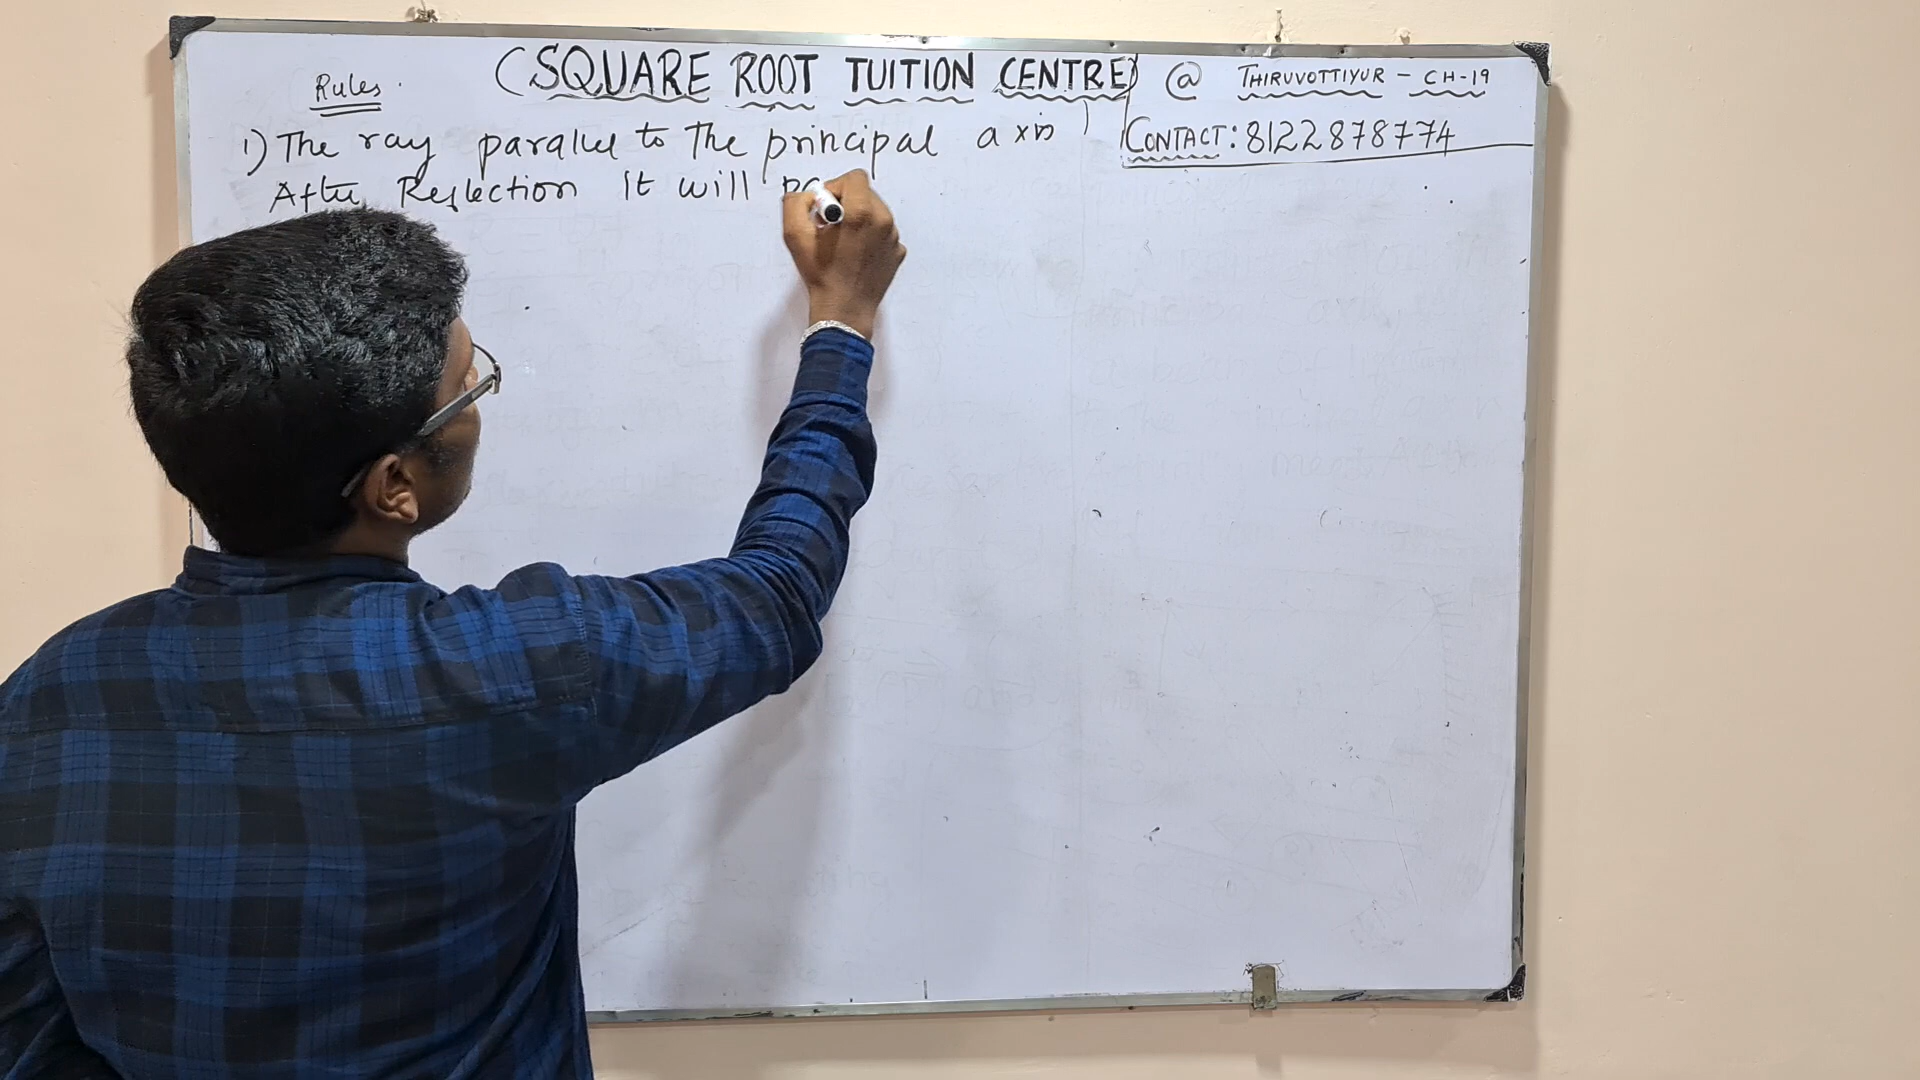 (SQUARE ROOT TUITION CENTRE) @ THIRUVOTTIYUR - CH-19
CONTACT: 8122878774
Rules.
1) The ray parallel to the principal axis
After Reflection It will pa